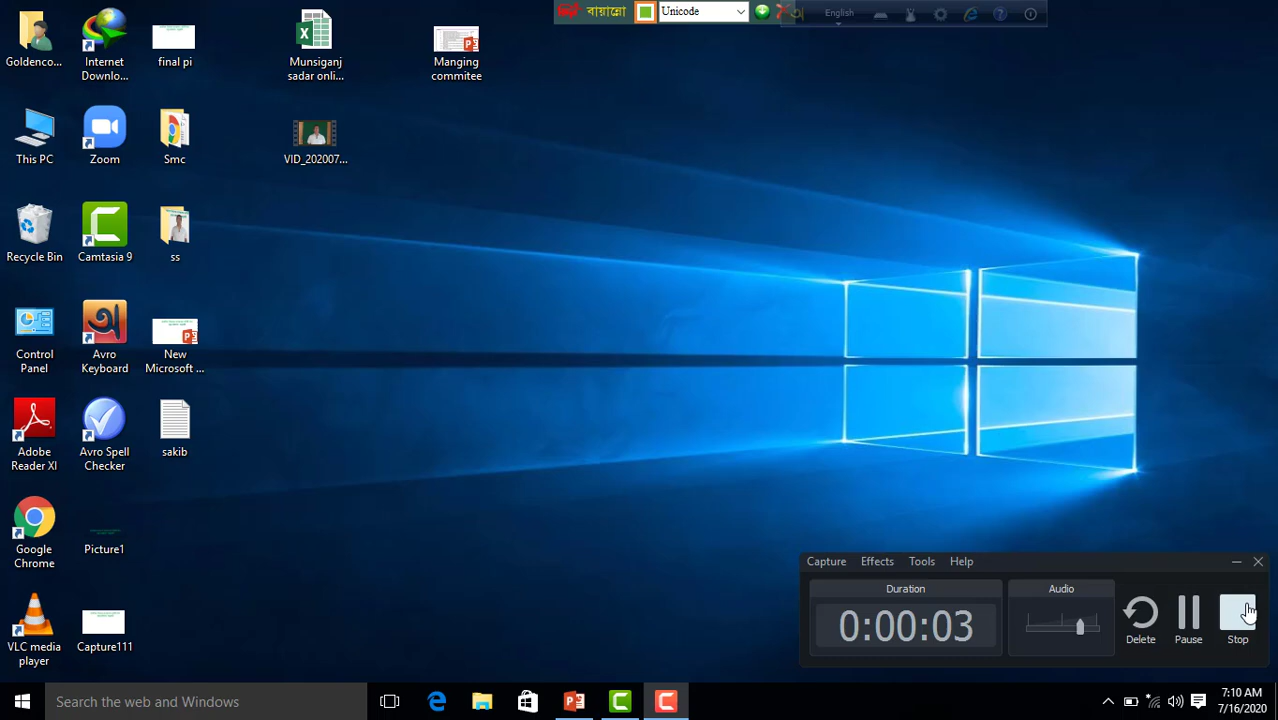 বায়ান্নো
Unicode
English
Goldenco...
Internet
Downlo...
final pi
Munsiganj
sadar onli...
Manging
commitee
This PC
Zoom
Smc
VID_202007...
Recycle Bin
Camtasia 9
ss
Control
Panel
Avro
Keyboard
New
Microsoft ...
Adobe
Reader XI
Avro Spell
Checker
sakib
Google
Chrome
Picture1
VLC media
player
Capture111
Capture
Effects
Tools
Help
Duration
Audio
0:00:03
Delete
Pause
Stop
Search the web and Windows
7:10 AM
7/16/2020